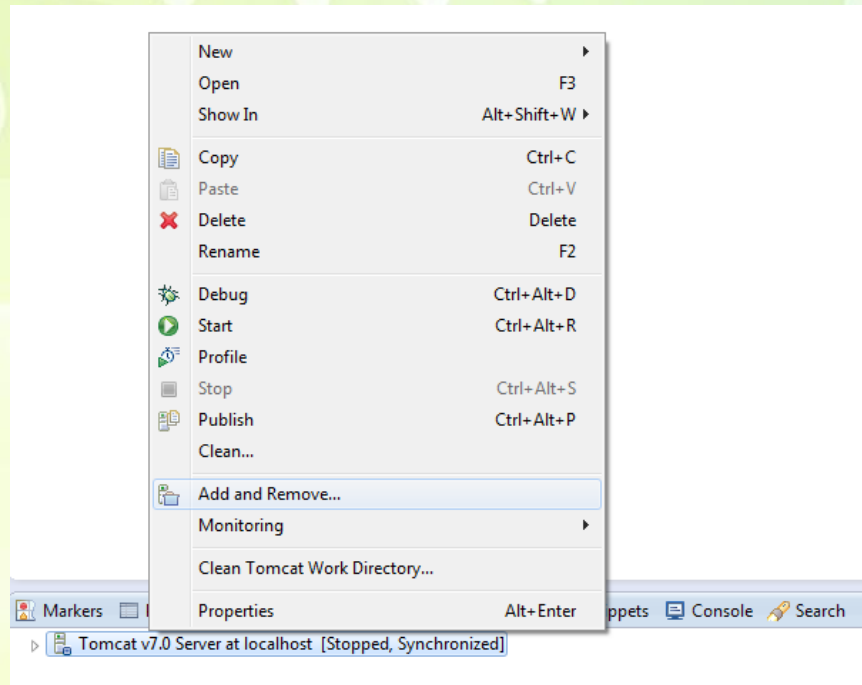 New
Open F3
Show In Alt+Shift+W
Copy Ctrl+C
Paste Ctrl+V
Delete Delete
Rename F2
Debug Ctrl+Alt+D
Start Ctrl+Alt+R
Profile
Stop Ctrl+Alt+S
Publish Ctrl+Alt+P
Clean...
Add and Remove...
Monitoring
Clean Tomcat Work Directory...
Properties Alt+Enter
Markers Console Search
Tomcat v7.0 Server at localhost [Stopped, Synchronized]